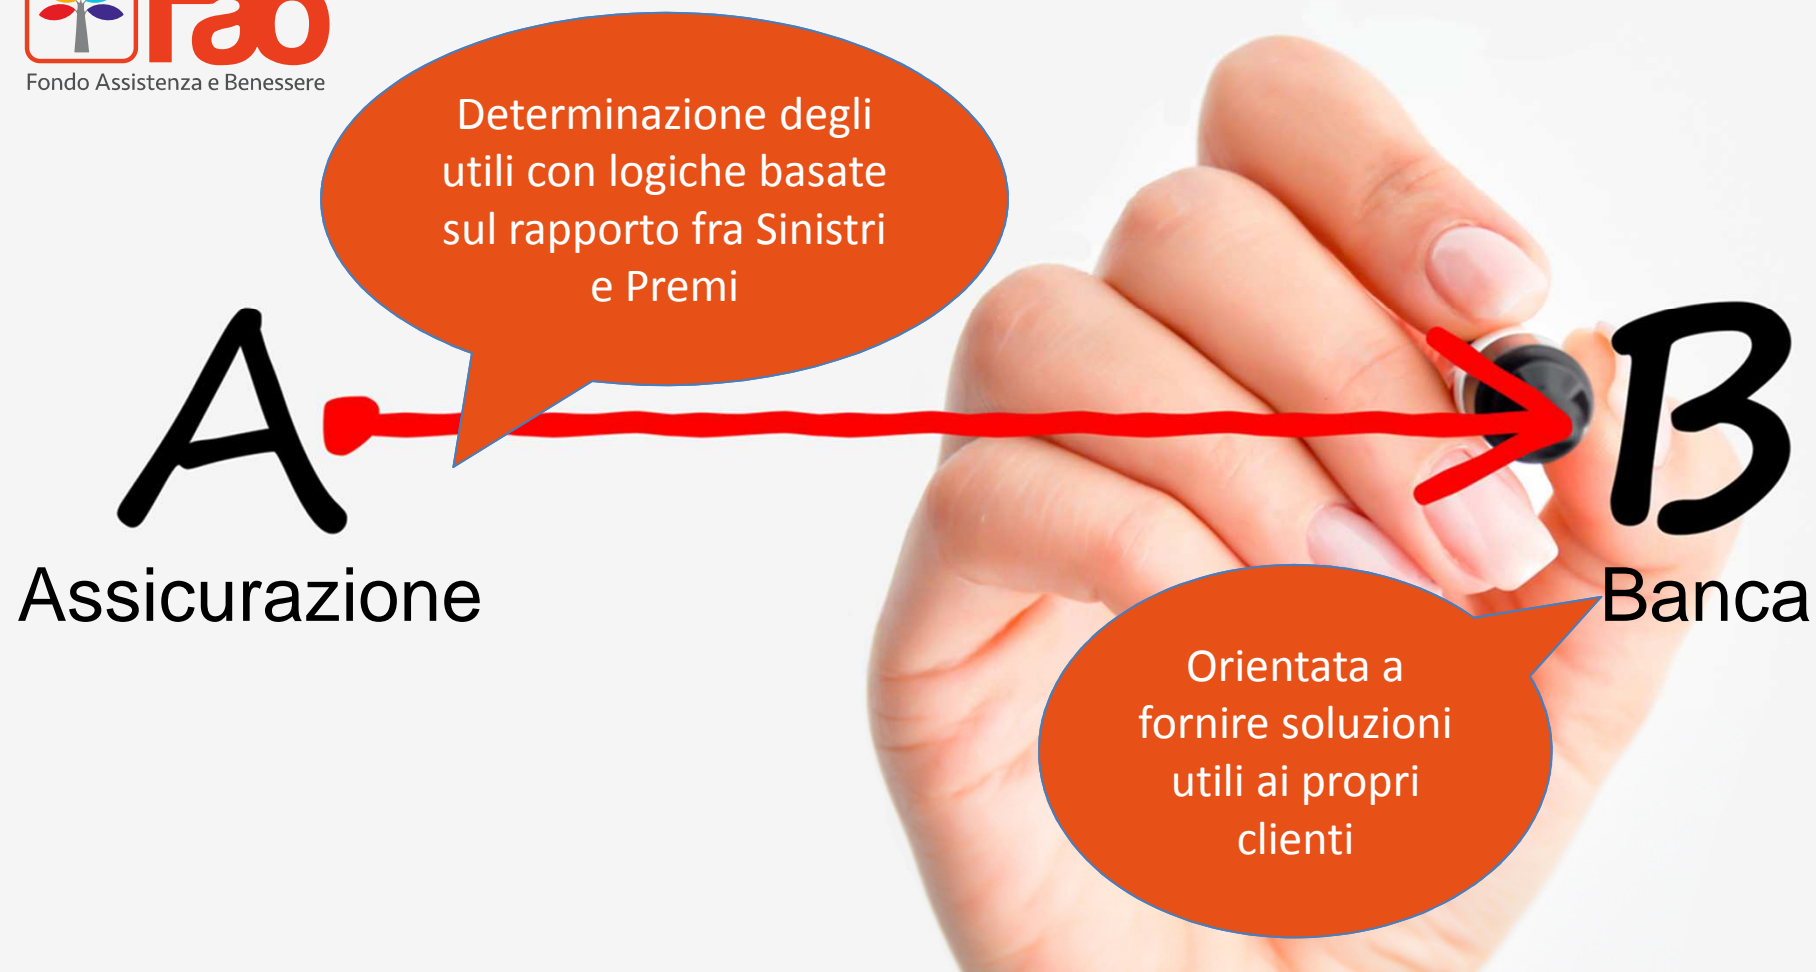 Fab
Fondo Assistenza e Benessere
Determinazione degli
utili con logiche basate
sul rapporto fra Sinistri
e Premi
A
B
Assicurazione
Banca
Orientata a
fornire soluzioni
utili ai propri
clienti